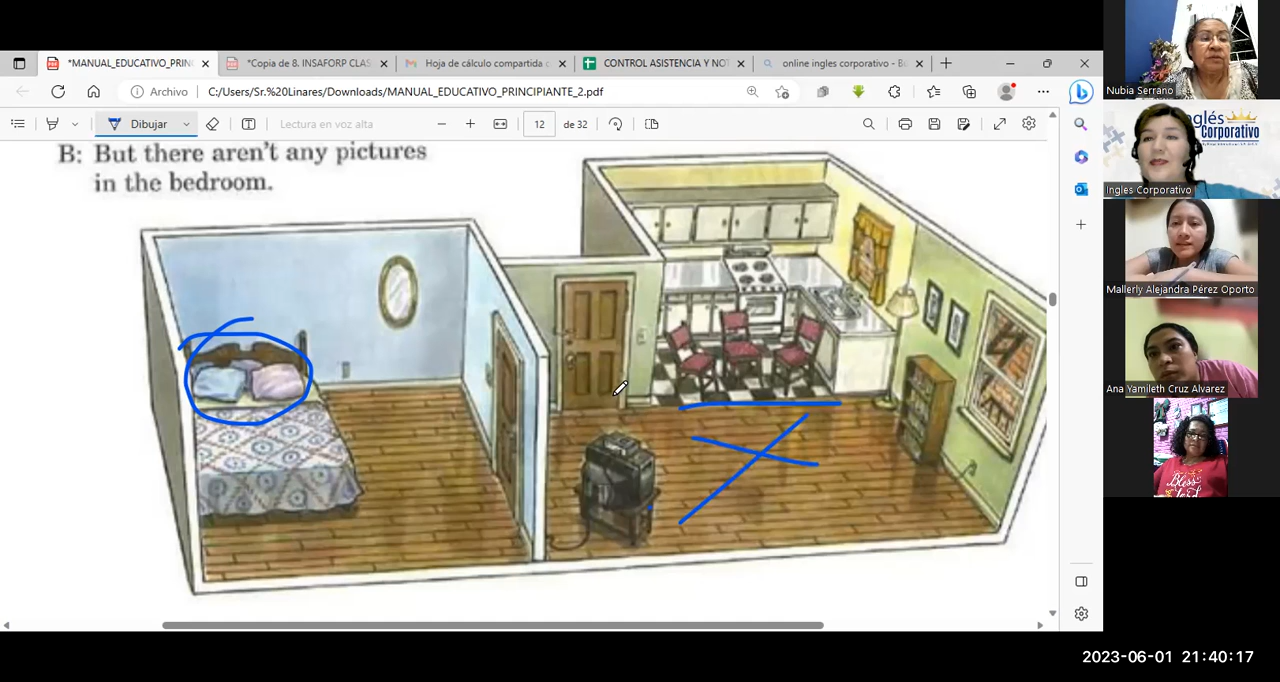 *MANUAL_EDUCATIVO_PRIN
*Copia de 8. INSAFORP CLAS
Hoja de cálculo compartida c
CONTROL ASISTENCIA Y NOT
online ingles corporativo - B
Archivo
C:/Users/Sr.%20Linares/Downloads/MANUAL_EDUCATIVO_PRINCIPIANTE_2.pdf
Dibujar
Lectura en voz alta
12
de 32
B: But there aren't any pictures
in the bedroom.
Nubia Serrano
Inglés
Corporativo
Ingles Corporativo
Mallerly Alejandra Pérez Oporto
Ana Yamileth Cruz Alvarez
Bless
2023-06-01 21:40:17